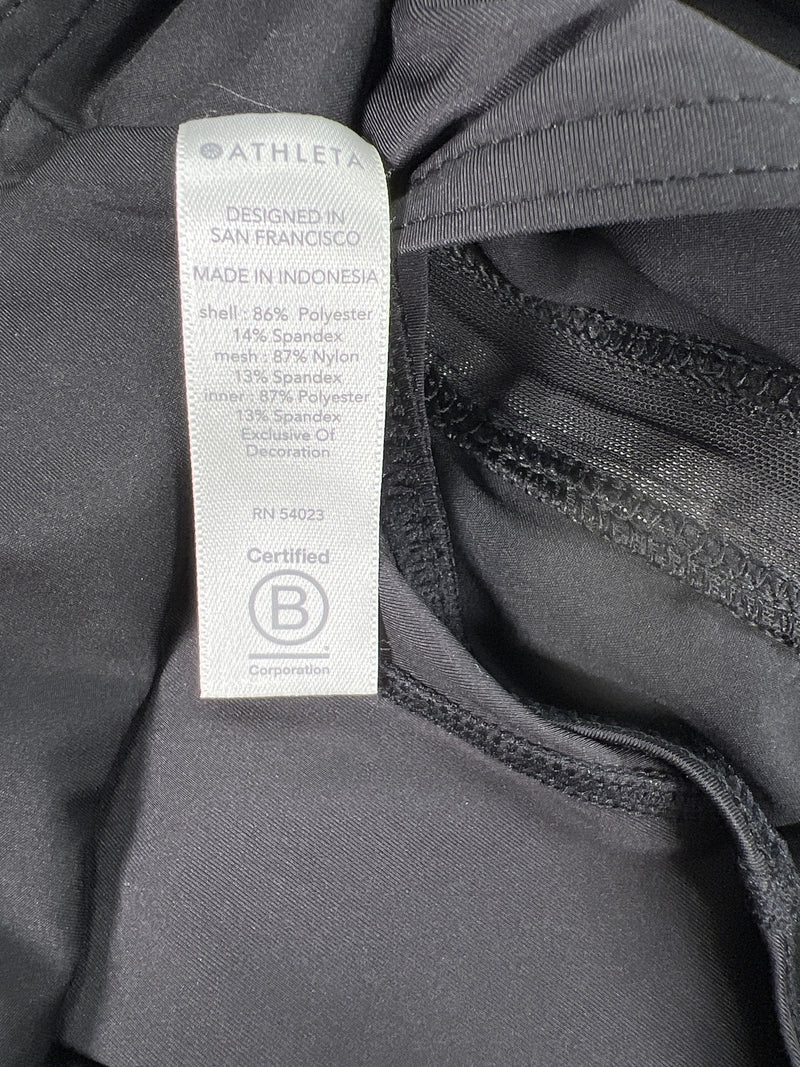 ATHLETA
DESIGNED IN
SAN FRANCISCO
MADE IN INDONESIA
shell : 86% Polyester
14% Spandex
mesh : 87% Nylon
13% Spandex
inner : 87% Polyester
13% Spandex
Exclusive Of
Decoration
RN 54023
Certified
B
Corporation